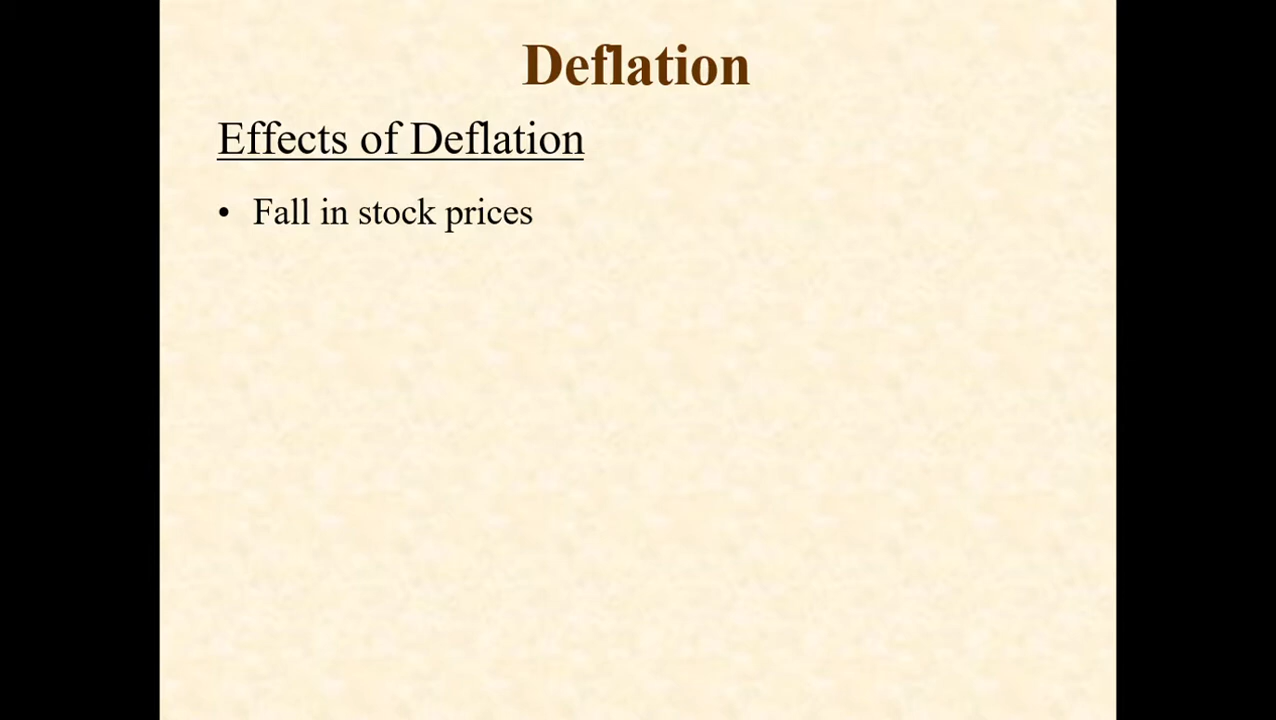 Deflation
Effects of Deflation
• Fall in stock prices